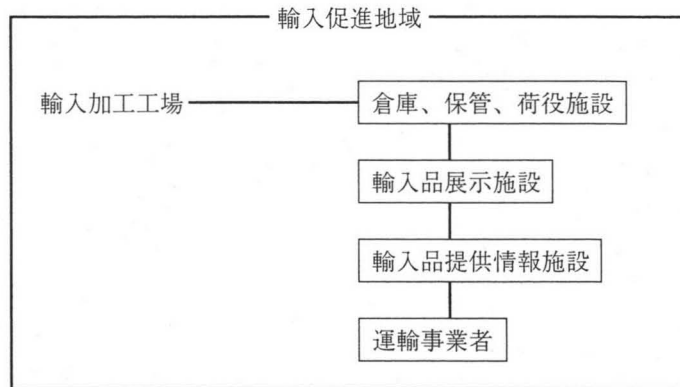 輸入促進地域
輸入加工工場
倉庫、保管、荷役施設
輸入品展示施設
輸入品提供情報施設
運輸事業者